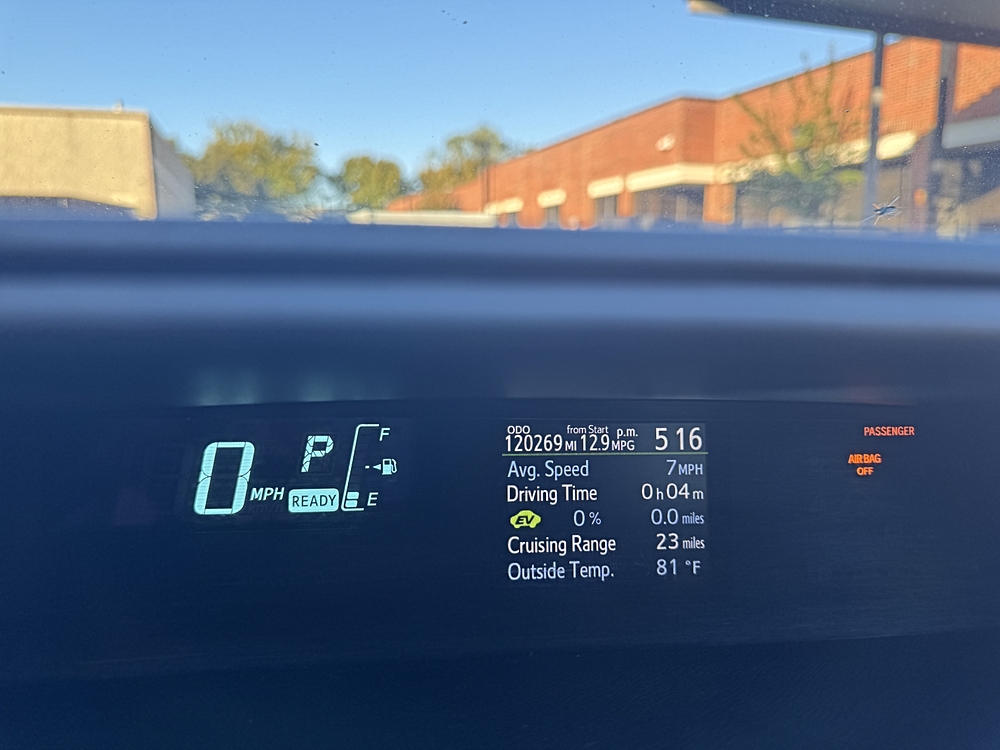 0 MPH
P
READY
F
E
ODO from Start p.m.
120269 MI 12.9 MPG 5 16
Avg. Speed 7 MPH
Driving Time 0 h 04 m
EV 0 % 0.0 miles
Cruising Range 23 miles
Outside Temp. 81 °F
PASSENGER
AIRBAG
OFF